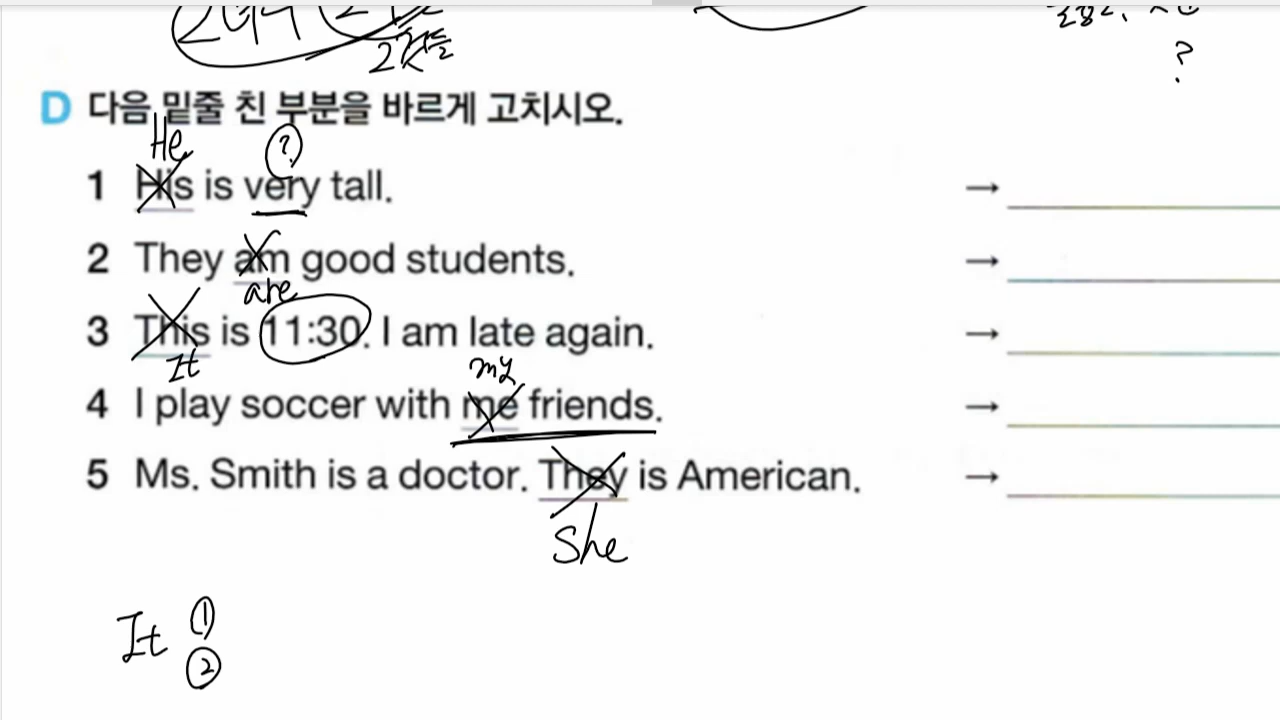 ?
D 다음 밑줄 친 부분을 바르게 고치시오.
He ?
1 His is very tall. →
2 They am good students. →
are
3 This is 11:30. I am late again. →
It
my
4 I play soccer with me friends. →
5 Ms. Smith is a doctor. They is American. →
She
It ①
②